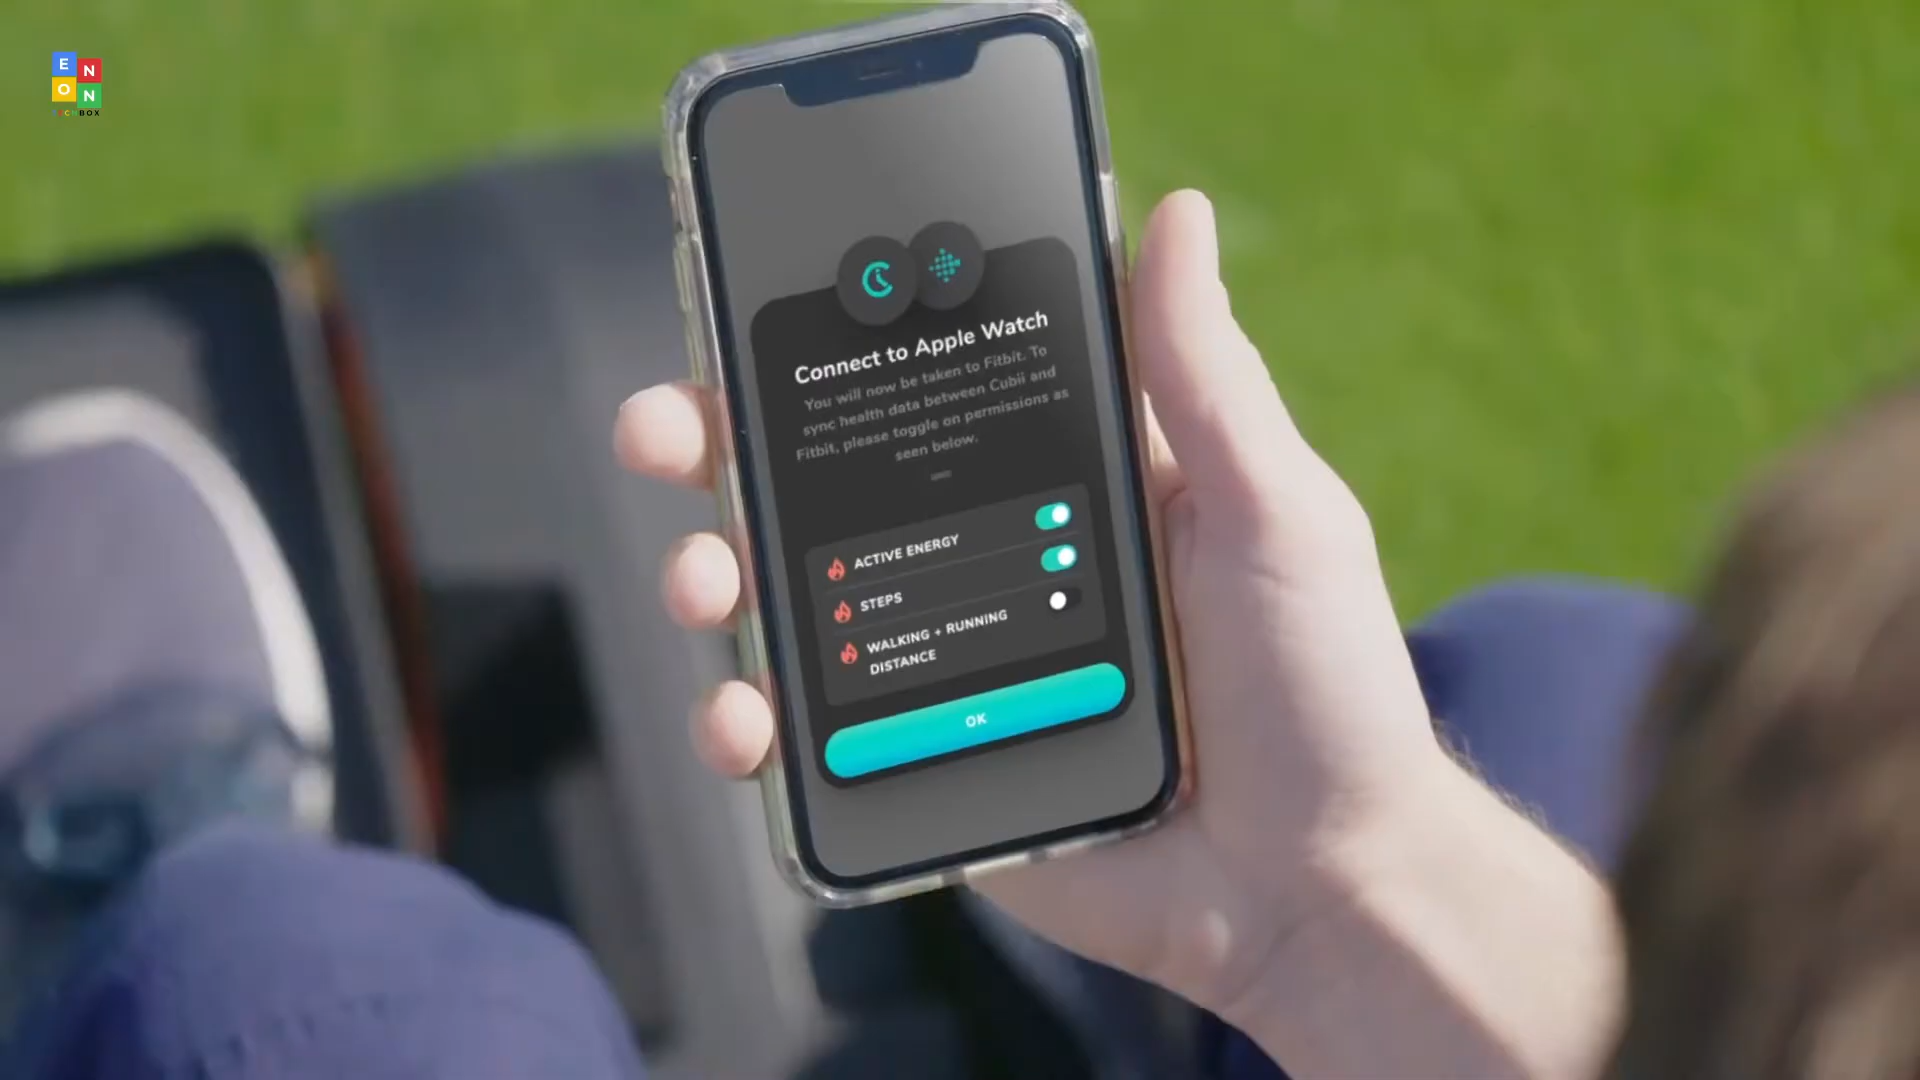 E N
O N
BOX
Connect to Apple Watch
You will now be taken to Fitbit. To
sync health data between Cubii and
Fitbit, please toggle on permissions as
seen below.
ACTIVE ENERGY
STEPS
WALKING + RUNNING
DISTANCE
OK